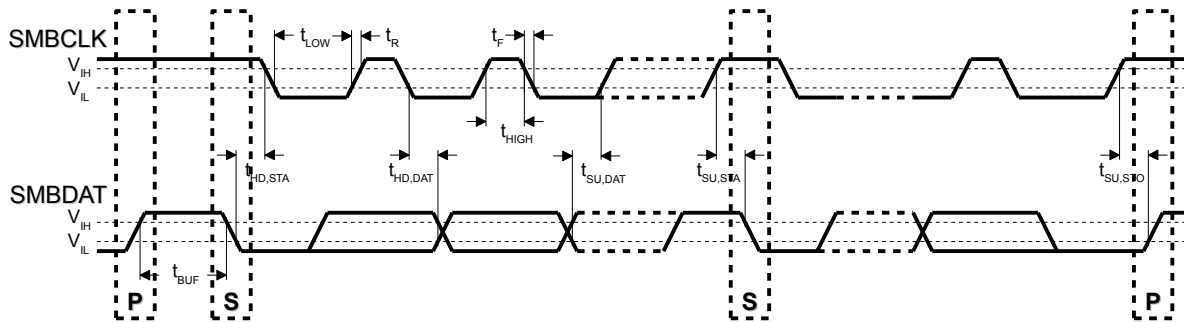 SMBCLK
tLOW
tR
tF
VIH
VIL
tHIGH
tHD,STA
tHD,DAT
tSU,DAT
tSU,STA
tSU,STO
SMBDAT
VIH
VIL
tBUF
P
S
S
P